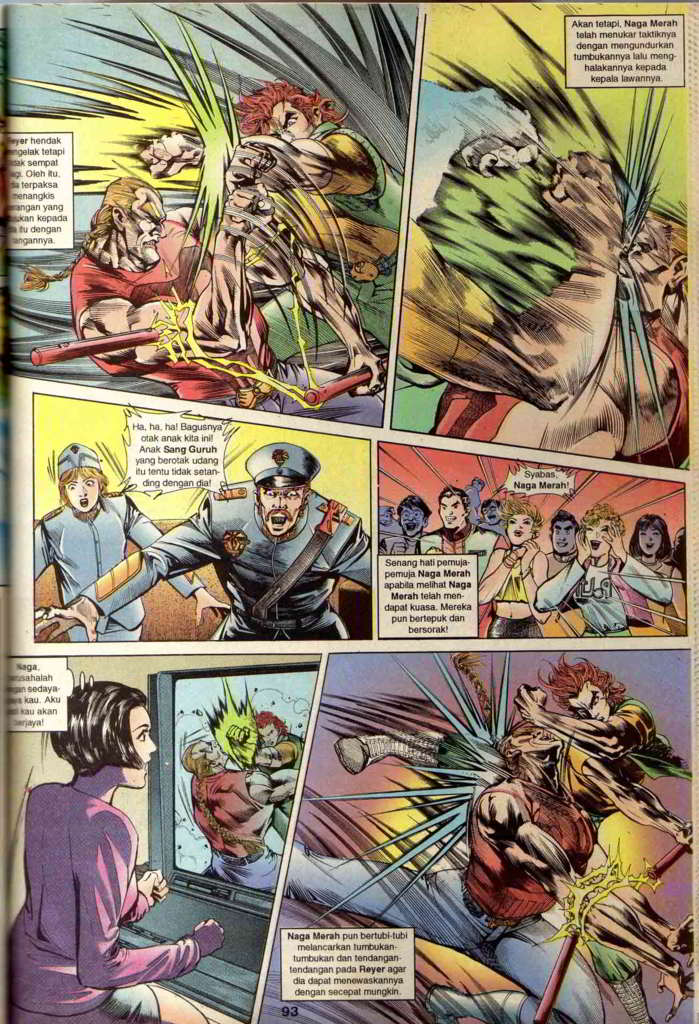 Reyer hendak
mengelak tetapi
tidak sempat
lagi. Oleh itu,
terpaksa
menangkis
yang
kepada
itu dengan
Akan tetapi, Naga Merah
telah menukar taktiknya
dengan mengundurkan
tumbukannya lalu meng-
halakannya kepada
kepala lawannya.
Ha, ha, ha! Bagusnya
otak anak kita ini!
Anak Sang Guruh
yang berotak udang
itu tentu tidak setan-
ding dengan dia!
Syabas,
Naga Merah!
Senang hati pemuja-
pemuja Naga Merah
apabila melihat Naga
Merah telah men-
dapat kuasa. Mereka
pun bertepuk dan
bersorak!
Naga,
berusahalah
dengan sedaya-
kau. Aku
kau akan
berjaya!
Naga Merah pun bertubi-tubi
melancarkan tumbukan-
tumbukan dan tendangan-
tendangan pada Reyer agar
dia dapat menewaskannya
dengan secepat mungkin.
93